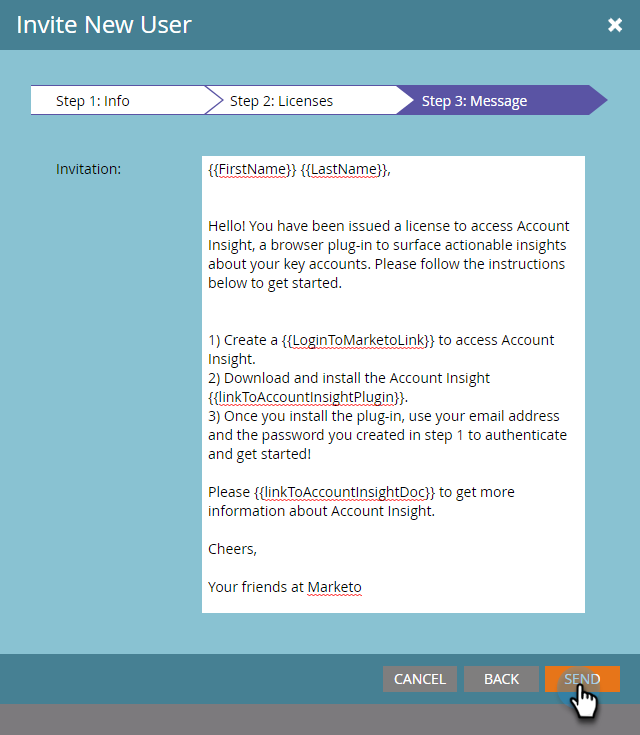 Invite New User
Step 1: Info
Step 2: Licenses
Step 3: Message
Invitation:
{{FirstName}} {{LastName}},
Hello! You have been issued a license to access Account
Insight, a browser plug-in to surface actionable insights
about your key accounts. Please follow the instructions
below to get started.
1) Create a {{LoginToMarketoLink}} to access Account
Insight.
2) Download and install the Account Insight
{{linkToAccountInsightPlugin}}.
3) Once you install the plug-in, use your email address
and the password you created in step 1 to authenticate
and get started!
Please {{linkToAccountInsightDoc}} to get more
information about Account Insight.
Cheers,
Your friends at Marketo
CANCEL
BACK
SEND